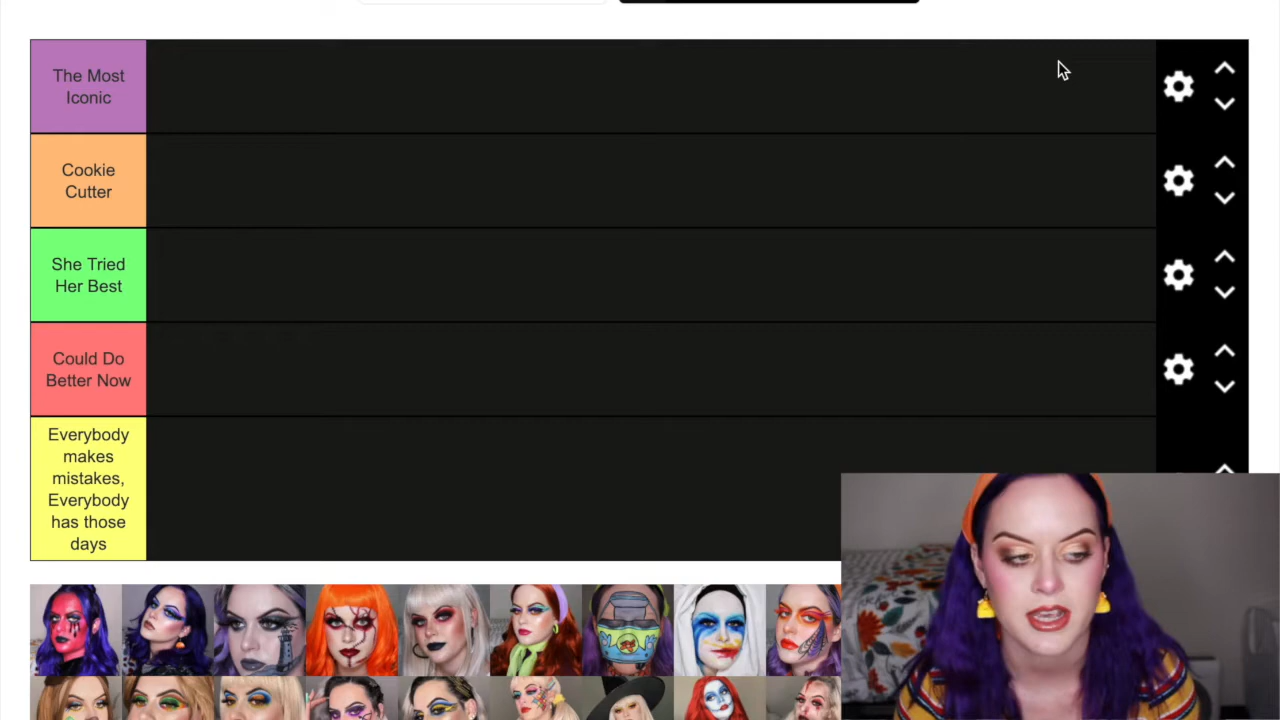 The Most
Iconic
Cookie
Cutter
She Tried
Her Best
Could Do
Better Now
Everybody
makes
mistakes,
Everybody
has those
days